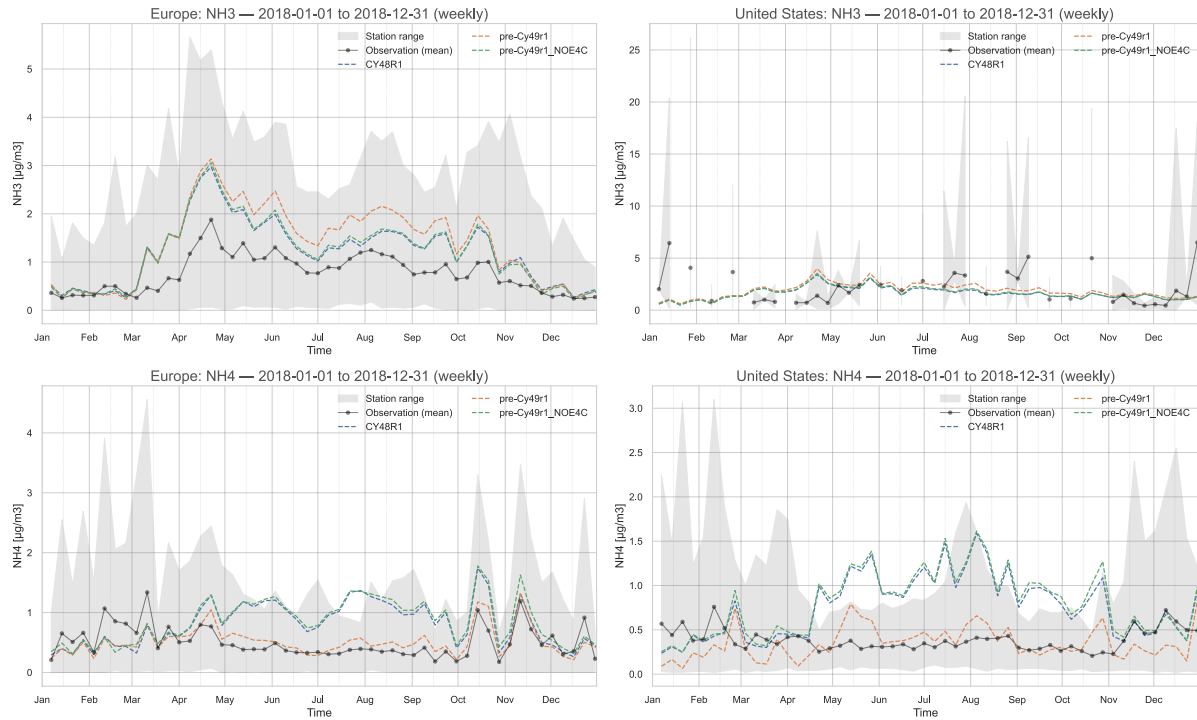 Europe: NH3 — 2018-01-01 to 2018-12-31 (weekly)
Station range
Observation (mean)
CY48R1
pre-Cy49r1
pre-Cy49r1_NOE4C
NH3 [µg/m3]
5
4
3
2
1
0
Jan Feb Mar Apr May Jun Jul Aug Sep Oct Nov Dec
Time
United States: NH3 — 2018-01-01 to 2018-12-31 (weekly)
Station range
Observation (mean)
CY48R1
pre-Cy49r1
pre-Cy49r1_NOE4C
NH3 [µg/m3]
25
20
15
10
5
0
Jan Feb Mar Apr May Jun Jul Aug Sep Oct Nov Dec
Time
Europe: NH4 — 2018-01-01 to 2018-12-31 (weekly)
Station range
Observation (mean)
CY48R1
pre-Cy49r1
pre-Cy49r1_NOE4C
NH4 [µg/m3]
4
3
2
1
0
Jan Feb Mar Apr May Jun Jul Aug Sep Oct Nov Dec
Time
United States: NH4 — 2018-01-01 to 2018-12-31 (weekly)
Station range
Observation (mean)
CY48R1
pre-Cy49r1
pre-Cy49r1_NOE4C
NH4 [µg/m3]
3.0
2.5
2.0
1.5
1.0
0.5
0.0
Jan Feb Mar Apr May Jun Jul Aug Sep Oct Nov Dec
Time